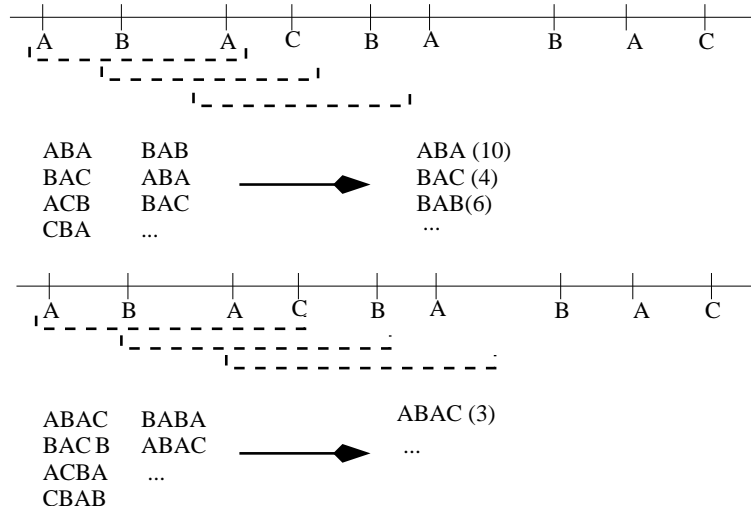 A B A C B A B A C
ABA BAB ABA (10)
BAC ABA BAC (4)
ACB BAC BAB(6)
CBA ... ...
A B A C B A B A C
ABAC BABA ABAC (3)
BAC B ABAC ...
ACBA ...
CBAB